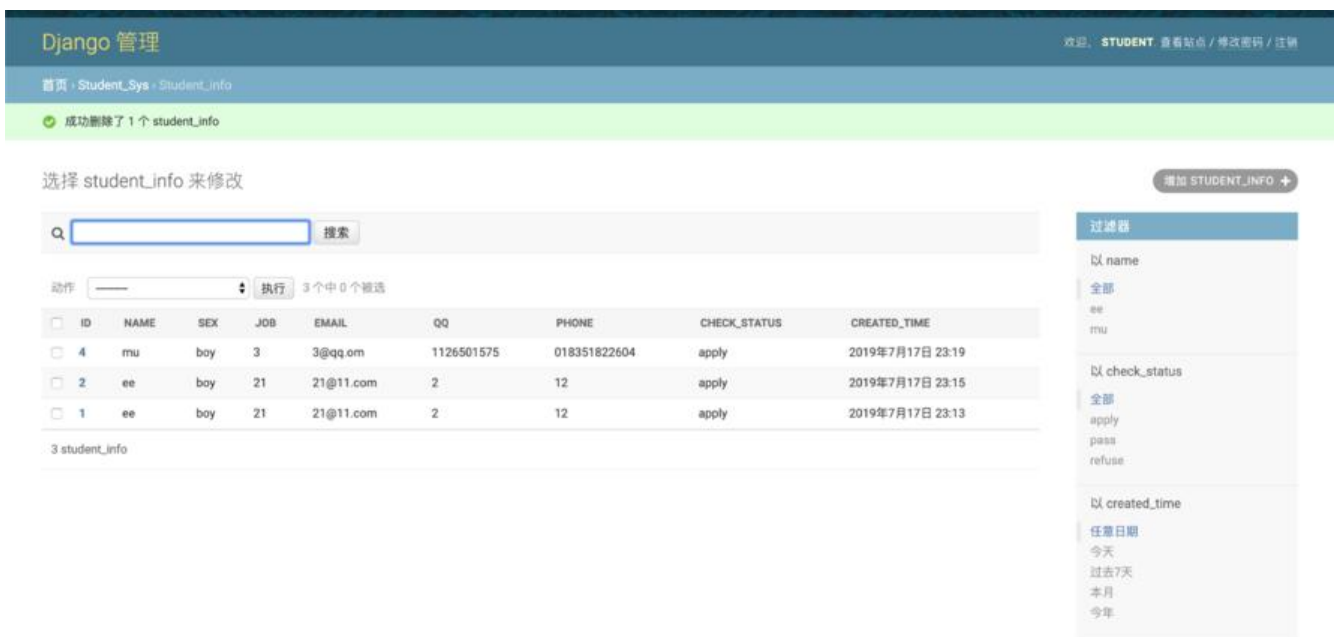 Django 管理
欢迎， STUDENT. 查看站点 / 修改密码 / 注销
首页 › Student_Sys › Student_info
成功删除了 1 个 student_info
选择 student_info 来修改
增加 STUDENT_INFO +
搜索
动作 --------- 执行 3 个中 0 个被选
ID NAME SEX JOB EMAIL QQ PHONE CHECK_STATUS CREATED_TIME
4 mu boy 3 3@qq.om 1126501575 018351822604 apply 2019年7月17日 23:19
2 ee boy 21 21@11.com 2 12 apply 2019年7月17日 23:15
1 ee boy 21 21@11.com 2 12 apply 2019年7月17日 23:13
3 student_info
过滤器
以 name
全部
ee
mu
以 check_status
全部
apply
pass
refuse
以 created_time
任意日期
今天
过去7天
本月
今年